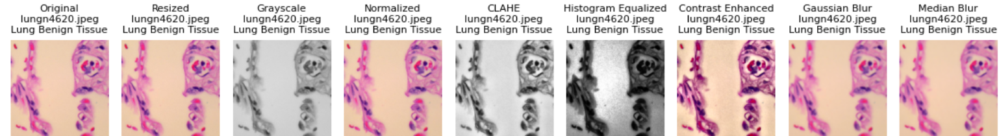 Original
lungn4620.jpeg
Lung Benign Tissue
Resized
lungn4620.jpeg
Lung Benign Tissue
Grayscale
lungn4620.jpeg
Lung Benign Tissue
Normalized
lungn4620.jpeg
Lung Benign Tissue
CLAHE
lungn4620.jpeg
Lung Benign Tissue
Histogram Equalized
lungn4620.jpeg
Lung Benign Tissue
Contrast Enhanced
lungn4620.jpeg
Lung Benign Tissue
Gaussian Blur
lungn4620.jpeg
Lung Benign Tissue
Median Blur
lungn4620.jpeg
Lung Benign Tissue